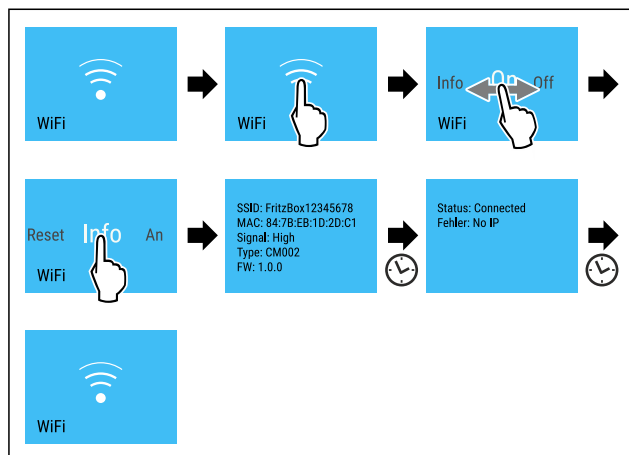 WiFi
WiFi
Info On Off
WiFi
Reset Info An
WiFi
SSID: FritzBox12345678
MAC: 84:7B:EB:1D:2D:C1
Signal: High
Type: CM002
FW: 1.0.0
Status: Connected
Fehler: No IP
WiFi